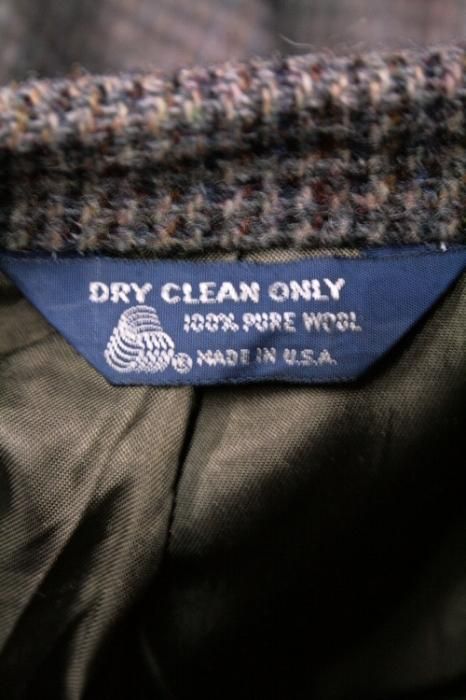 DRY CLEAN ONLY
100% PURE WOOL
® MADE IN U.S.A.